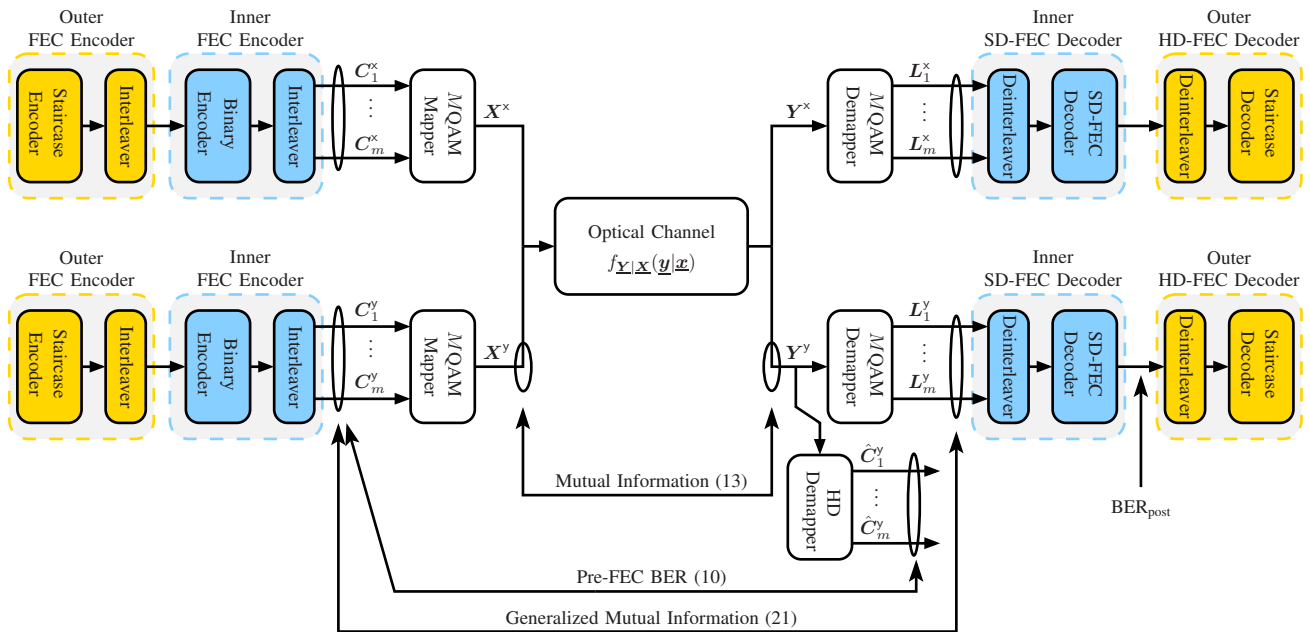 Outer
FEC Encoder
Inner
FEC Encoder
Inner
SD-FEC Decoder
Outer
HD-FEC Decoder
Staircase
Encoder
Interleaver
Binary
Encoder
Interleaver
C₁ˣ
...
Cₘˣ
MQAM
Mapper
Xˣ
Yˣ
MQAM
Demapper
L₁ˣ
...
Lₘˣ
Deinterleaver
SD-FEC
Decoder
Deinterleaver
Staircase
Decoder
Optical Channel
f_{Y|X}(y|x)
Outer
FEC Encoder
Inner
FEC Encoder
Inner
SD-FEC Decoder
Outer
HD-FEC Decoder
Staircase
Encoder
Interleaver
Binary
Encoder
Interleaver
C₁ʸ
...
Cₘʸ
MQAM
Mapper
Xʸ
Yʸ
MQAM
Demapper
L₁ʸ
...
Lₘʸ
Deinterleaver
SD-FEC
Decoder
Deinterleaver
Staircase
Decoder
HD
Demapper
Ĉ₁ʸ
...
Ĉₘʸ
BER_post
Mutual Information (13)
Pre-FEC BER (10)
Generalized Mutual Information (21)